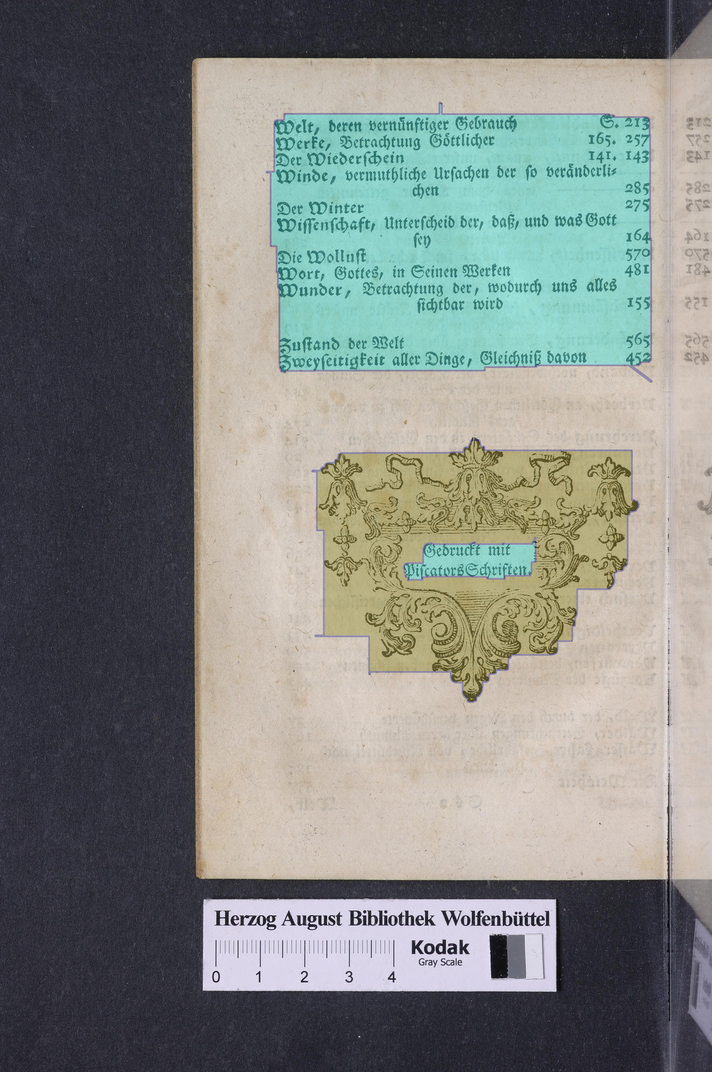 Welt, deren vernünftiger Gebrauch S. 213
Werke, Betrachtung Göttlicher 165. 257
Der Wiederschein 141. 143
Winde, vermuthliche Ursachen der so veränderli-
chen 285
Der Winter 275
Wissenschaft, Unterscheid der, daß, und was Gott
sey 164
Die Wollust 570
Wort, Gottes, in Seinen Werken 481
Wunder, Betrachtung der, wodurch uns alles
sichtbar wird 155
Zustand der Welt 565
Zweyseitigkeit aller Dinge, Gleichniß davon 452
Gedruckt mit
Piscators Schriften.
Herzog August Bibliothek Wolfenbüttel
Kodak
Gray Scale
0 1 2 3 4